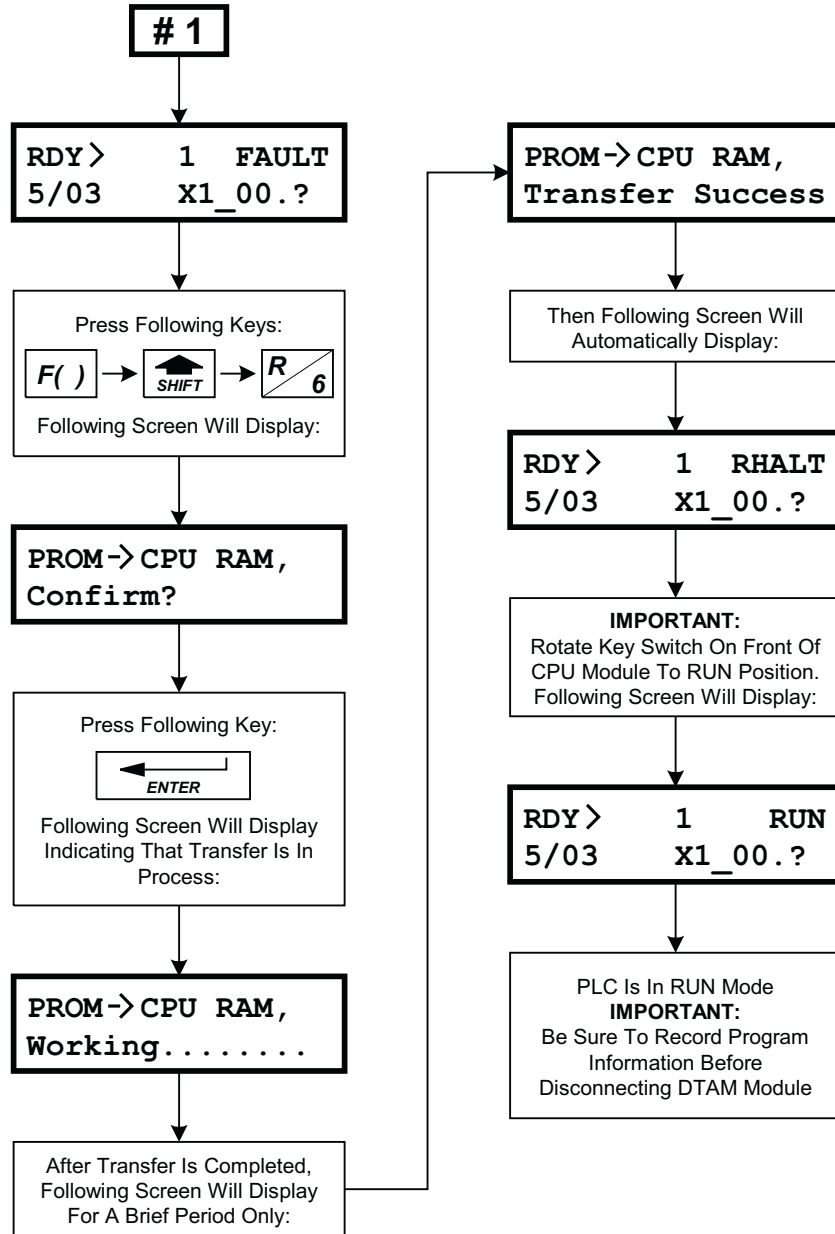 # 1
RDY> 1 FAULT
5/03 X1_00.?
Press Following Keys:
F( )
SHIFT
R
6
Following Screen Will Display:
PROM->CPU RAM,
Confirm?
Press Following Key:
ENTER
Following Screen Will Display
Indicating That Transfer Is In
Process:
PROM->CPU RAM,
Working........
After Transfer Is Completed,
Following Screen Will Display
For A Brief Period Only:
PROM->CPU RAM,
Transfer Success
Then Following Screen Will
Automatically Display:
RDY> 1 RHALT
5/03 X1_00.?
IMPORTANT:
Rotate Key Switch On Front Of
CPU Module To RUN Position.
Following Screen Will Display:
RDY> 1 RUN
5/03 X1_00.?
PLC Is In RUN Mode
IMPORTANT:
Be Sure To Record Program
Information Before
Disconnecting DTAM Module